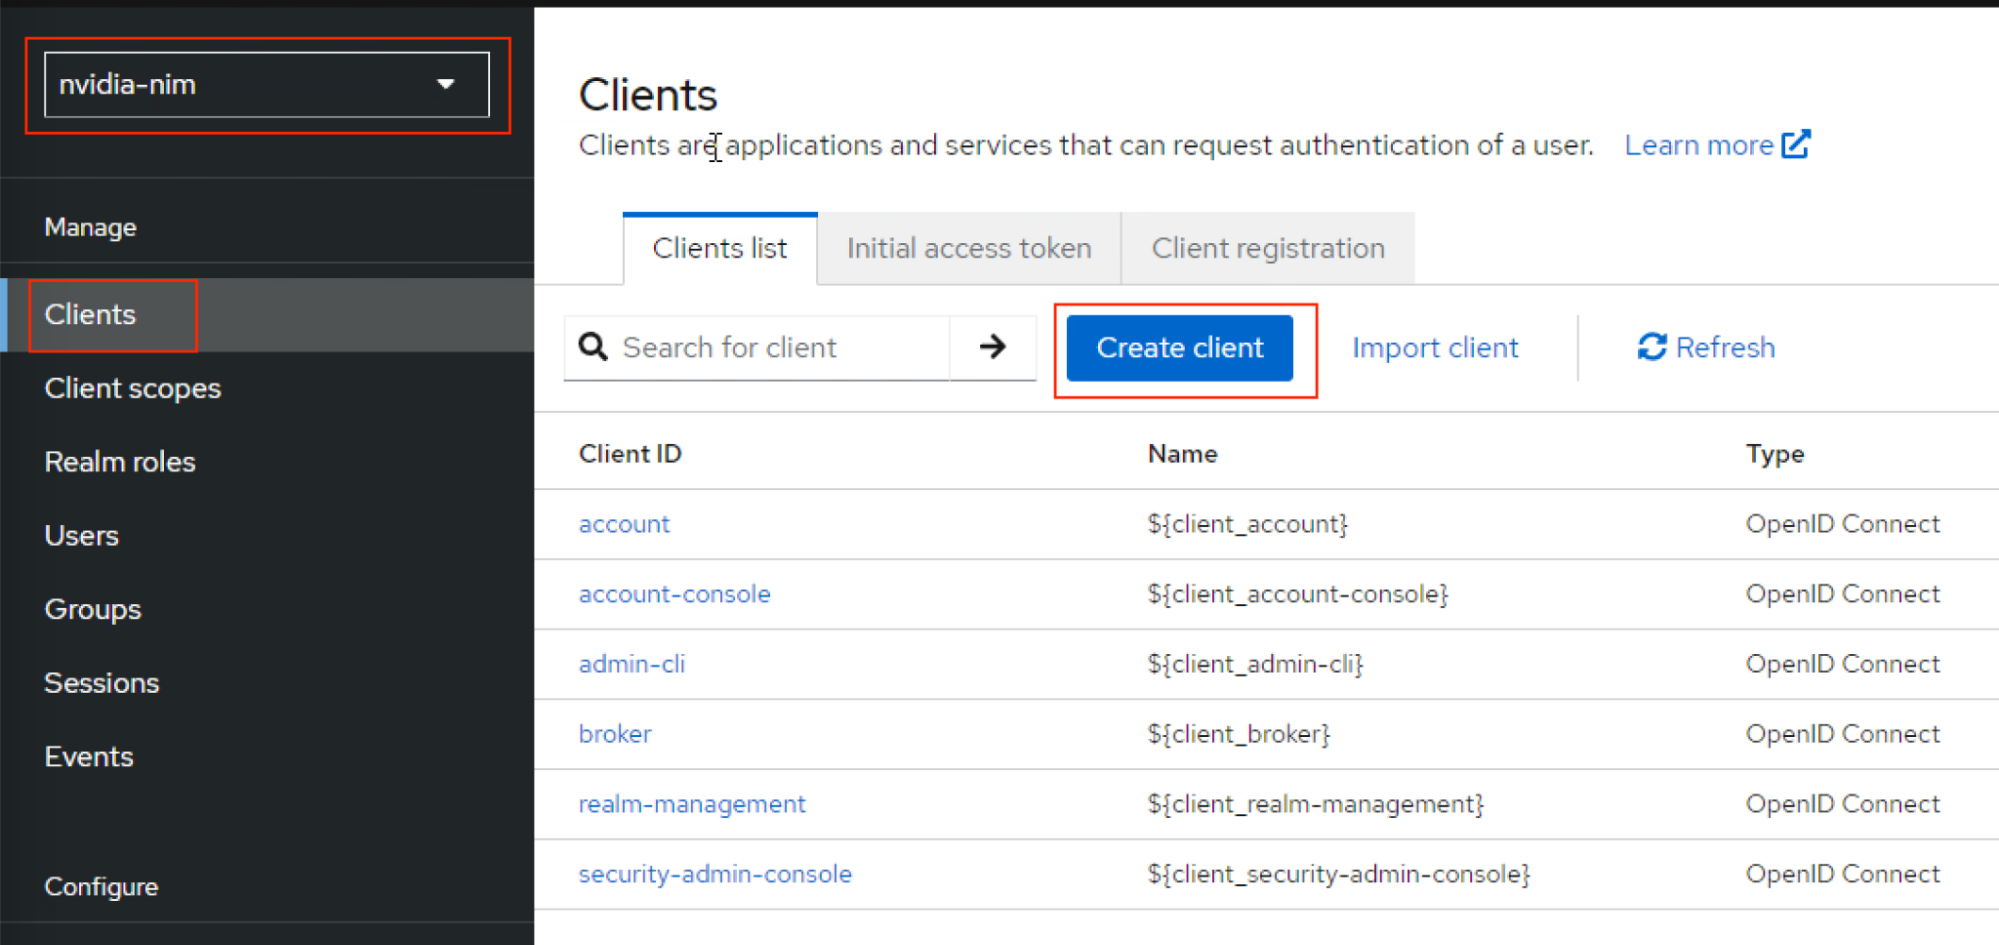 nvidia-nim
Manage
Clients
Client scopes
Realm roles
Users
Groups
Sessions
Events
Configure
Clients
Clients are applications and services that can request authentication of a user. Learn more
Clients list Initial access token Client registration
Search for client Create client Import client Refresh
Client ID Name Type
account ${client_account} OpenID Connect
account-console ${client_account-console} OpenID Connect
admin-cli ${client_admin-cli} OpenID Connect
broker ${client_broker} OpenID Connect
realm-management ${client_realm-management} OpenID Connect
security-admin-console ${client_security-admin-console} OpenID Connect